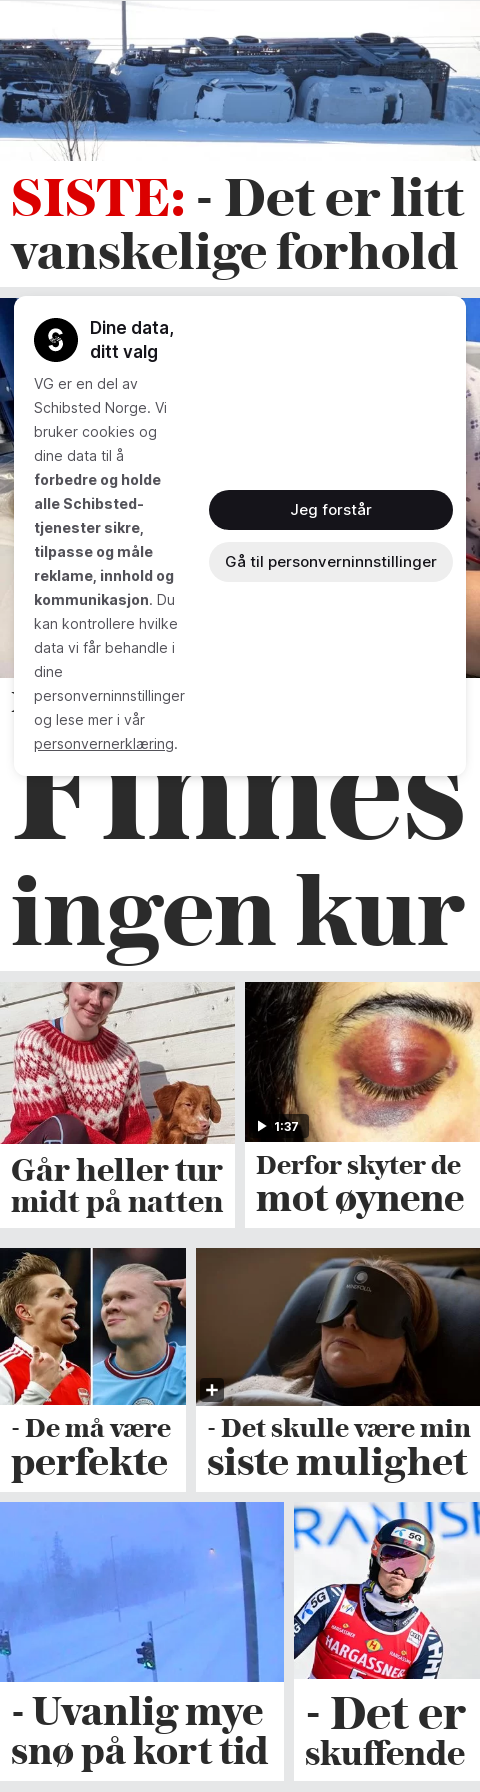 SISTE: - Det er litt
vanskelige forhold
Dine data,
ditt valg
VG er en del av
Schibsted Norge. Vi
bruker cookies og
dine data til å
forbedre og holde
alle Schibsted-
tjenester sikre,
tilpasse og måle
reklame, innhold og
kommunikasjon. Du
kan kontrollere hvilke
data vi får behandle i
dine
personverninnstillinger
og lese mer i vår
personvernerklæring.
Jeg forstår
Gå til personverninnstillinger
Finnes
ingen kur
1:37
Går heller tur
midt på natten
Derfor skyter de
mot øynene
MINDFOLD
- De må være
perfekte
- Det skulle være min
siste mulighet
5G
5G
HARGASSNER
- Uvanlig mye
snø på kort tid
- Det er
skuffende